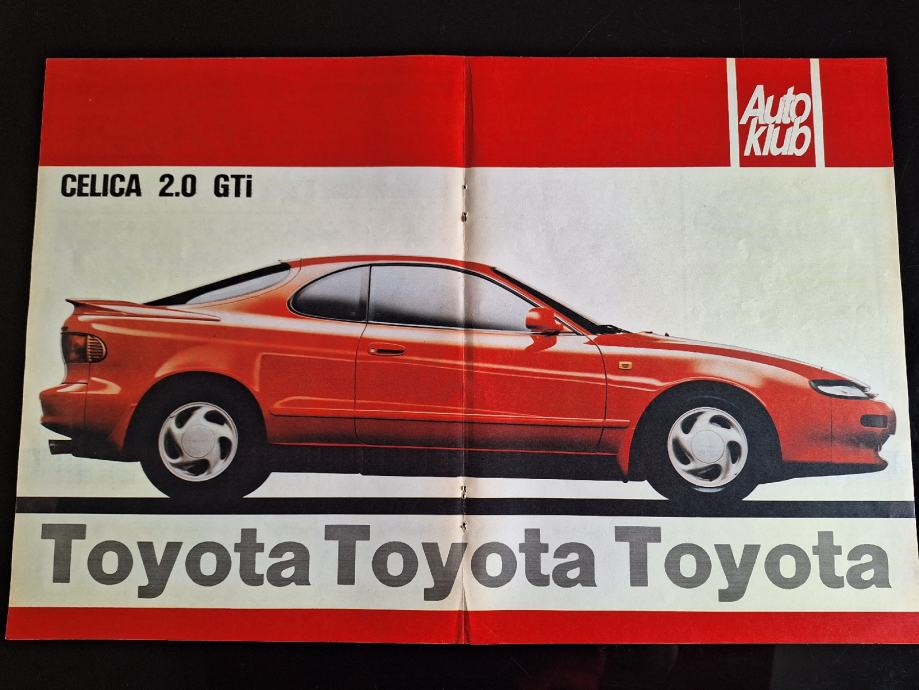 Auto
klub
CELICA 2.0 GTi
Toyota Toyota Toyota